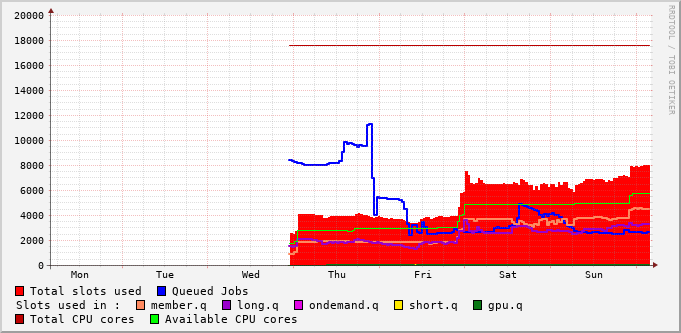 RRDTOOL / TOBI OETIKER
20000
18000
16000
14000
12000
10000
8000
6000
4000
2000
0
Mon Tue Wed Thu Fri Sat Sun
Total slots used Queued Jobs
Slots used in : member.q long.q ondemand.q short.q gpu.q
Total CPU cores Available CPU cores